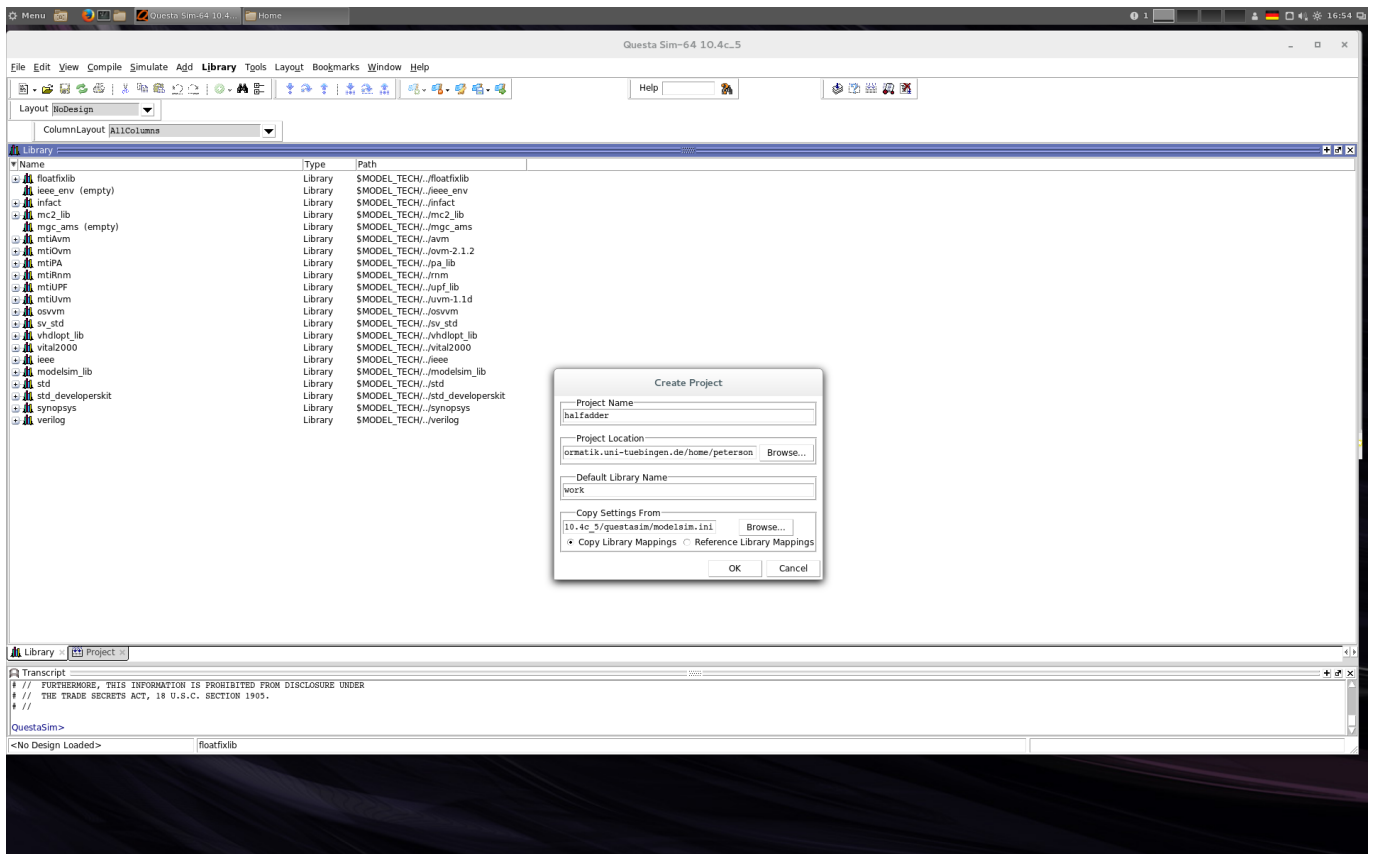 Menu Questa Sim-64 10.4... Home 1 16:54
Questa Sim-64 10.4c_5
File Edit View Compile Simulate Add Library Tools Layout Bookmarks Window Help
Help
Layout NoDesign
ColumnLayout AllColumns
Library
Name Type Path
floatfixlib Library $MODEL_TECH/../floatfixlib
ieee_env (empty) Library $MODEL_TECH/../ieee_env
infact Library $MODEL_TECH/../infact
mc2_lib Library $MODEL_TECH/../mc2_lib
mgc_ams (empty) Library $MODEL_TECH/../mgc_ams
mtiAvm Library $MODEL_TECH/../avm
mtiOvm Library $MODEL_TECH/../ovm-2.1.2
mtiPA Library $MODEL_TECH/../pa_lib
mtiRnm Library $MODEL_TECH/../rnm
mtiUPF Library $MODEL_TECH/../upf_lib
mtiUvm Library $MODEL_TECH/../uvm-1.1d
osvvm Library $MODEL_TECH/../osvvm
sv_std Library $MODEL_TECH/../sv_std
vhdlopt_lib Library $MODEL_TECH/../vhdlopt_lib
vital2000 Library $MODEL_TECH/../vital2000
ieee Library $MODEL_TECH/../ieee
modelsim_lib Library $MODEL_TECH/../modelsim_lib
std Library $MODEL_TECH/../std
std_developerskit Library $MODEL_TECH/../std_developerskit
synopsys Library $MODEL_TECH/../synopsys
verilog Library $MODEL_TECH/../verilog
Create Project
Project Name
halfadder
Project Location
ormatik.uni-tuebingen.de/home/peterson Browse...
Default Library Name
work
Copy Settings From
10.4c_5/questasim/modelsim.ini Browse...
Copy Library Mappings Reference Library Mappings
OK Cancel
Library Project
Transcript
# // FURTHERMORE, THIS INFORMATION IS PROHIBITED FROM DISCLOSURE UNDER
# // THE TRADE SECRETS ACT, 18 U.S.C. SECTION 1905.
# //
QuestaSim>
<No Design Loaded> floatfixlib